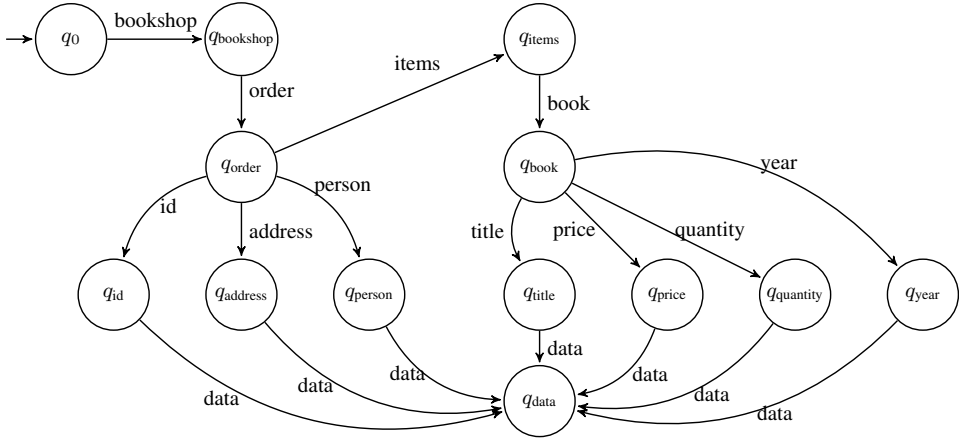 bookshop
q0 qbookshop qitems
items
order
book
qorder qbook
year
person
id
address title price quantity
qid qaddress qperson qtitle qprice qquantity qyear
data
data data data
data data data
qdata